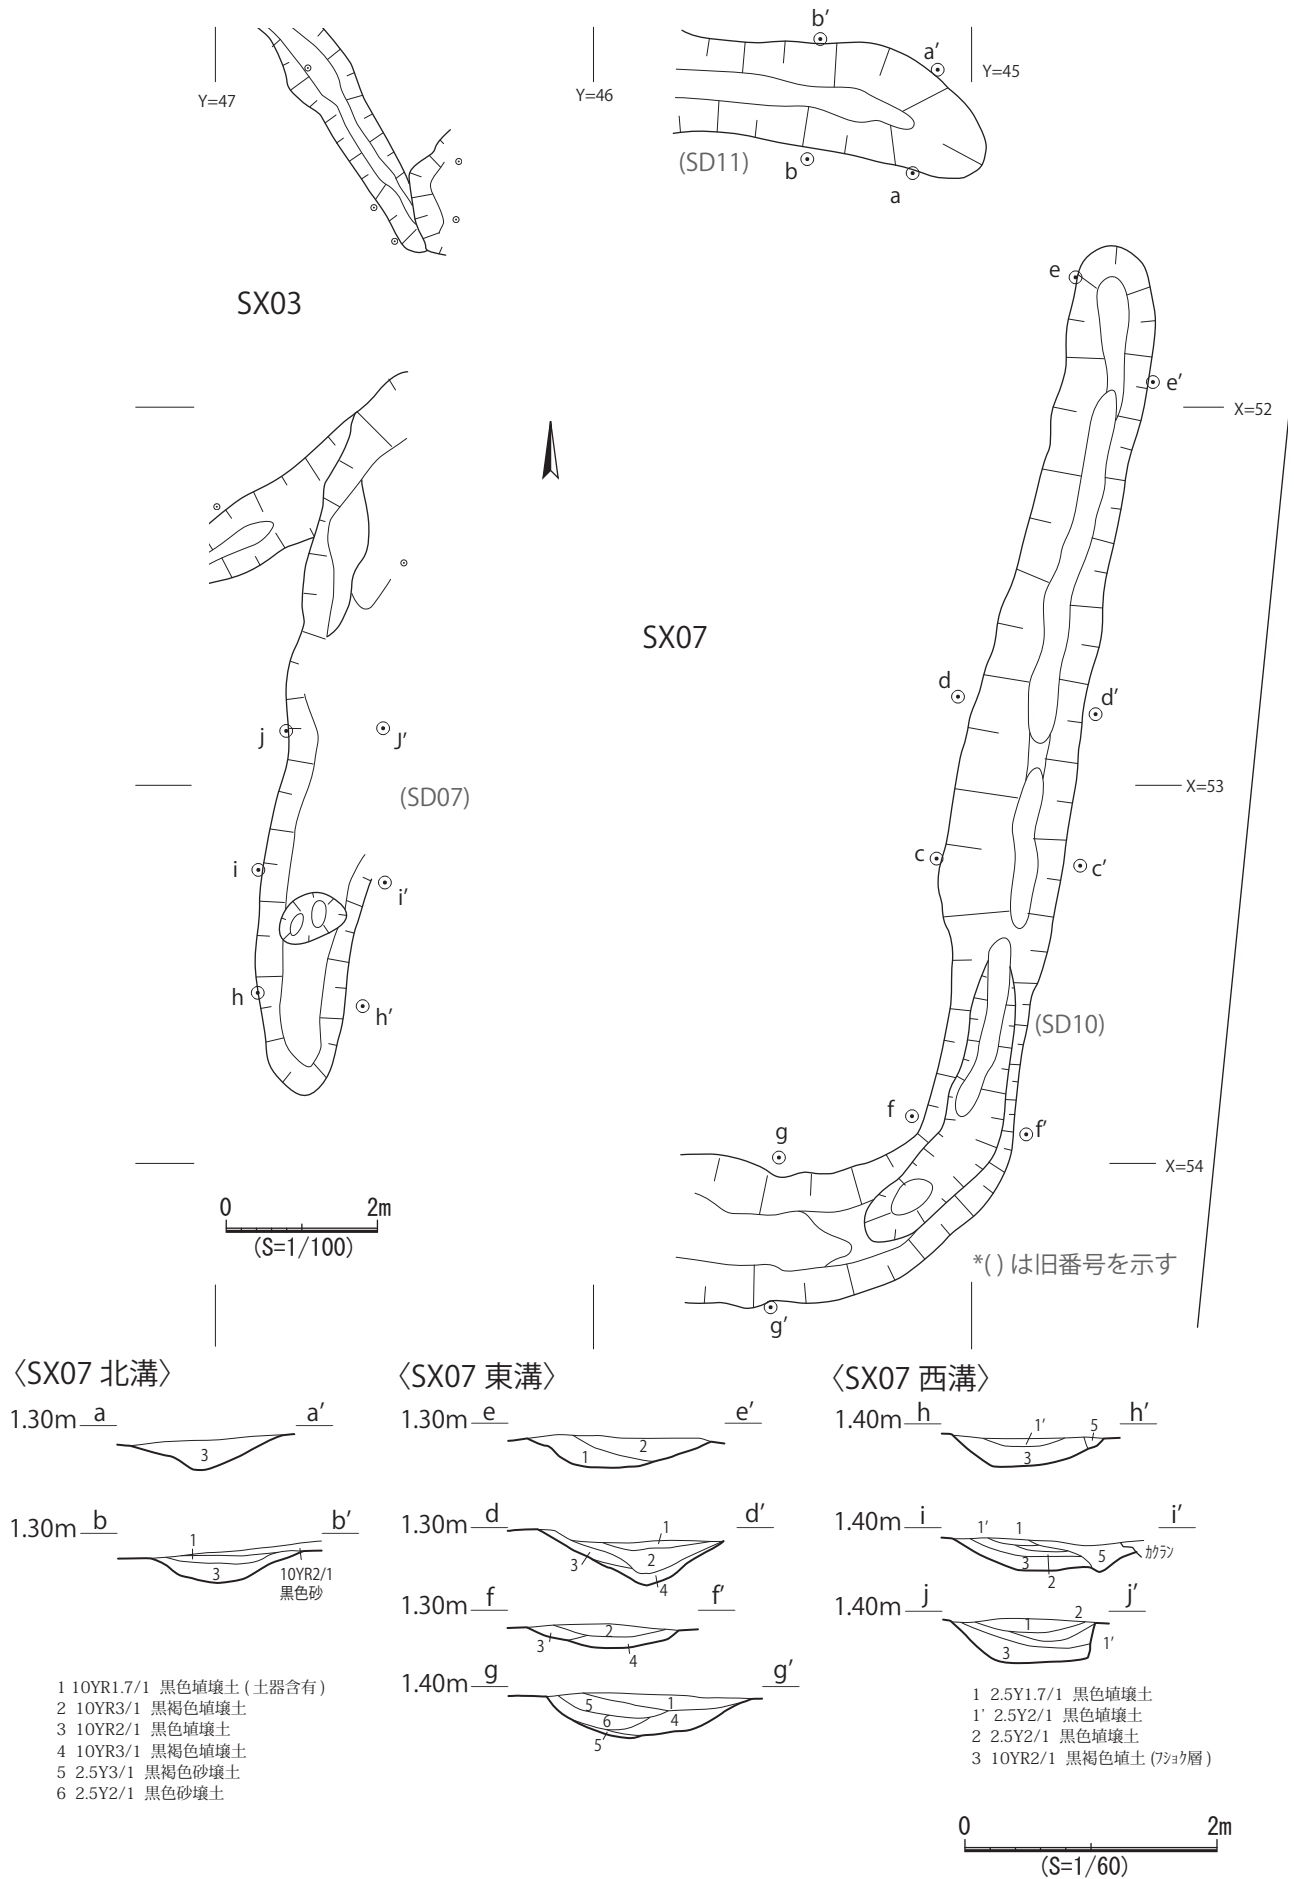 b′
a′
Y=45
Y=47
Y=46
(SD11)
b
a
e
SX03
e′
X=52
SX07
d
d′
j
J′
X=53
(SD07)
c
c′
i
i′
h
h′
(SD10)
f
f′
g
X=54
0 2m
(S=1/100)
*( ) は旧番号を示す
g′
〈SX07 北溝〉
1.30m a a′
3
1.30m b b′
1
3
10YR2/1
黒色砂
1 10YR1.7/1 黒色埴壌土 ( 土器含有 )
2 10YR3/1 黒褐色埴壌土
3 10YR2/1 黒色埴壌土
4 10YR3/1 黒褐色埴壌土
5 2.5Y3/1 黒褐色砂壌土
6 2.5Y2/1 黒色砂壌土
〈SX07 東溝〉
1.30m e e′
2
1
1.30m d d′
1
2
3
4
1.30m f f′
2
3
4
1.40m g g′
5 1
6 4
5
〈SX07 西溝〉
1.40m h h′
1′ 5
3
1.40m i i′
1′ 1
3 5 カクラン
2
1.40m j j′
2
1
1′
3
1 2.5Y1.7/1 黒色埴壌土
1' 2.5Y2/1 黒色埴壌土
2 2.5Y2/1 黒色埴壌土
3 10YR2/1 黒褐色埴土 (フショク層 )
0 2m
(S=1/60)